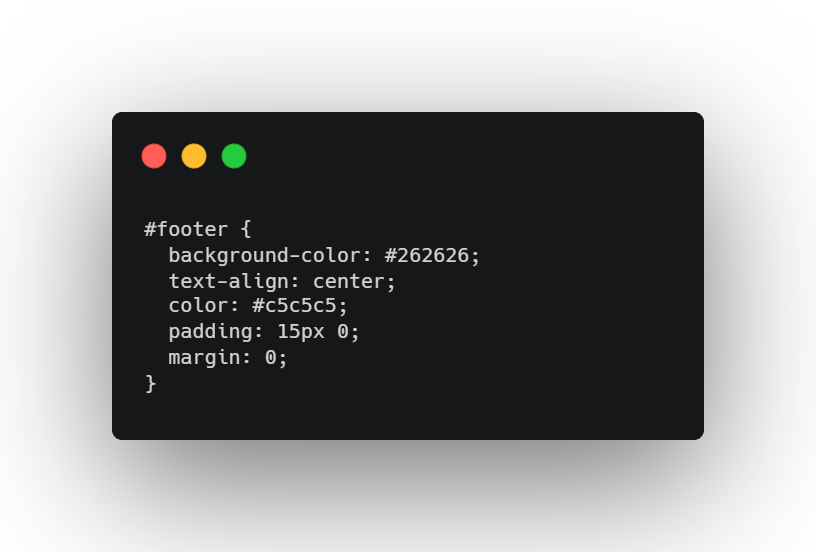 #footer {
  background-color: #262626;
  text-align: center;
  color: #c5c5c5;
  padding: 15px 0;
  margin: 0;
}